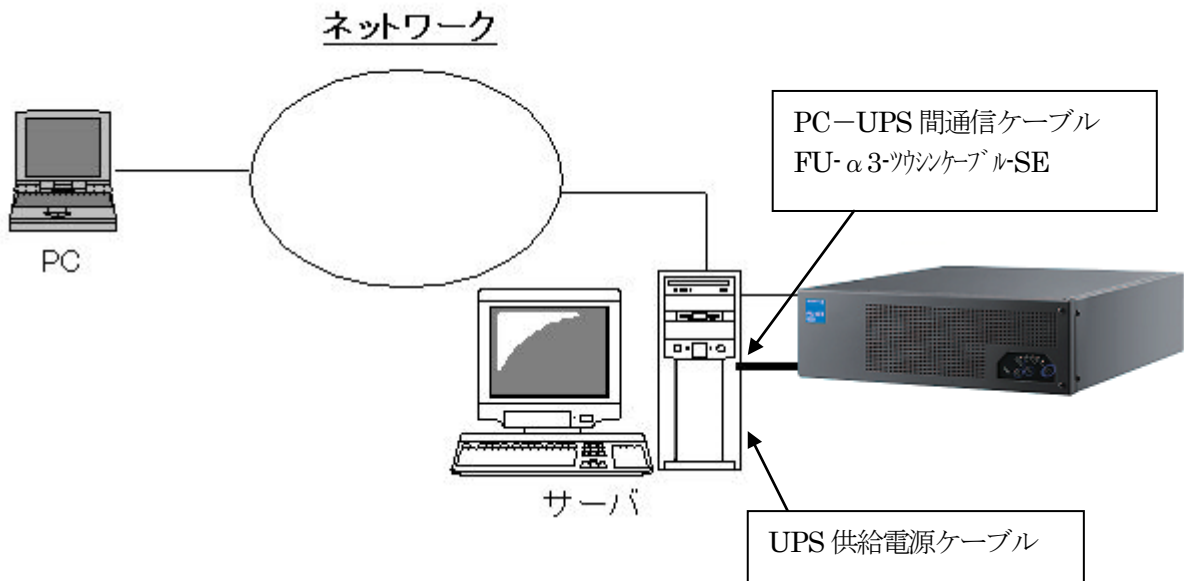 ネットワーク
PC－UPS 間通信ケーブル
FU-α3-ﾂｳｼﾝｹｰﾌﾞﾙ-SE
PC
サーバ
UPS 供給電源ケーブル